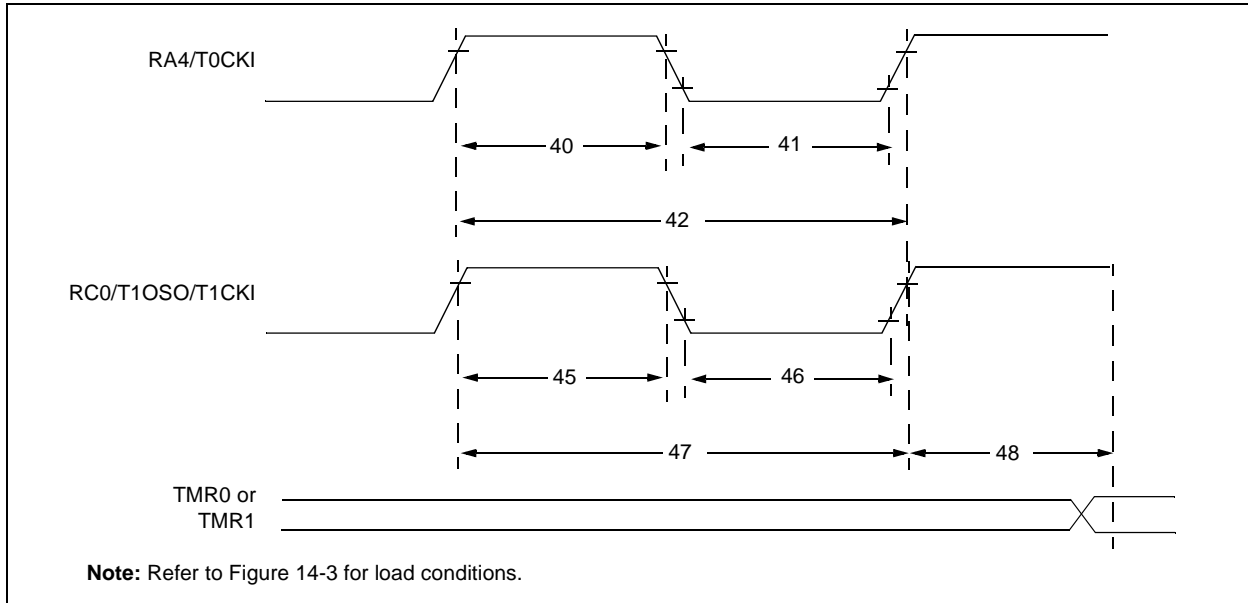 RA4/T0CKI
40
41
42
RC0/T1OSO/T1CKI
45
46
47
48
TMR0 or
TMR1
Note: Refer to Figure 14-3 for load conditions.